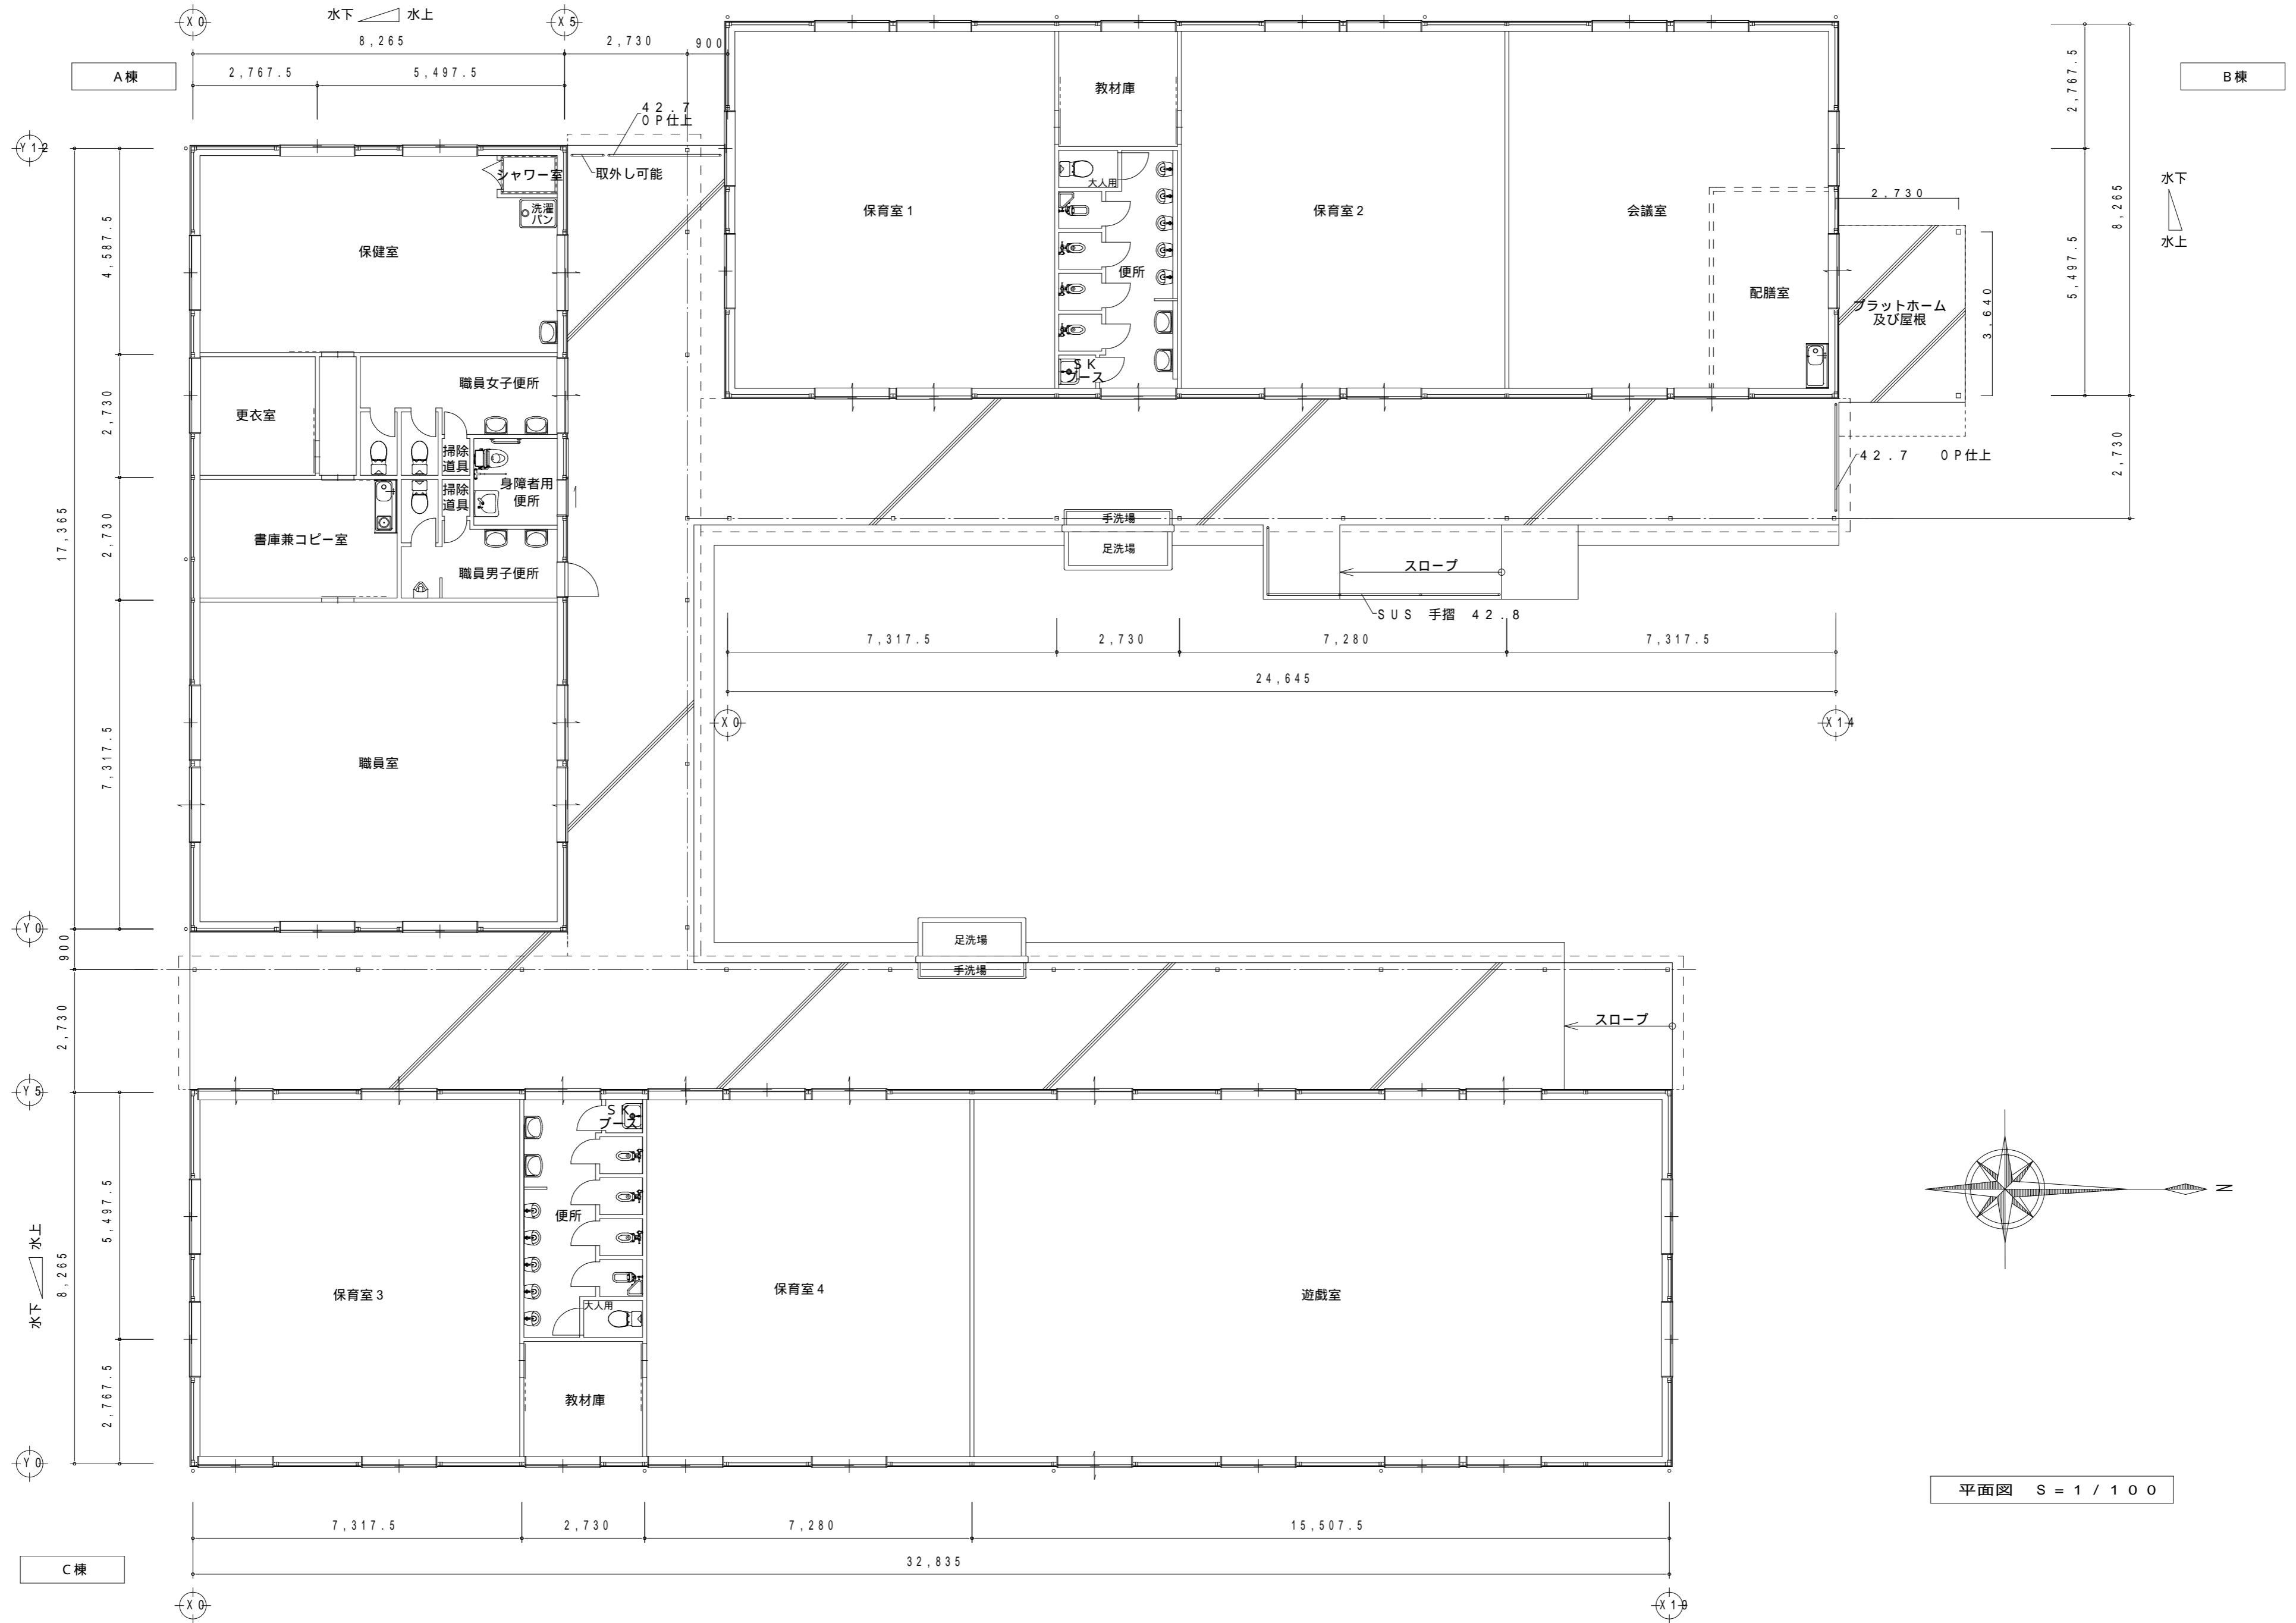 X0
水下 水上
X5
8,265
2,730
900
2,767.5
5,497.5
A棟
B棟
42.7
OP仕上
取外し可能
Y12
シャワー室
洗濯
パン
保健室
4,587.5
職員女子便所
更衣室
2,730
掃除
道具
身障者用
便所
掃除
道具
17,365
2,730
書庫兼コピー室
職員男子便所
職員室
7,317.5
Y0
900
2,730
教材庫
大人用
保育室1
保育室2
会議室
便所
SK
ブース
配膳室
2,730
プラットホーム
及び屋根
3,640
2,767.5
5,497.5
8,265
2,730
水下
水上
42.7 OP仕上
手洗場
足洗場
スロープ
SUS 手摺 42.8
7,317.5
2,730
7,280
7,317.5
24,645
X0
X14
足洗場
手洗場
スロープ
Y5
SK
ブース
便所
大人用
保育室3
保育室4
遊戯室
教材庫
5,497.5
8,265
2,767.5
水下 水上
Y0
N
平面図 S=1/100
7,317.5
2,730
7,280
15,507.5
32,835
C棟
X0
X19